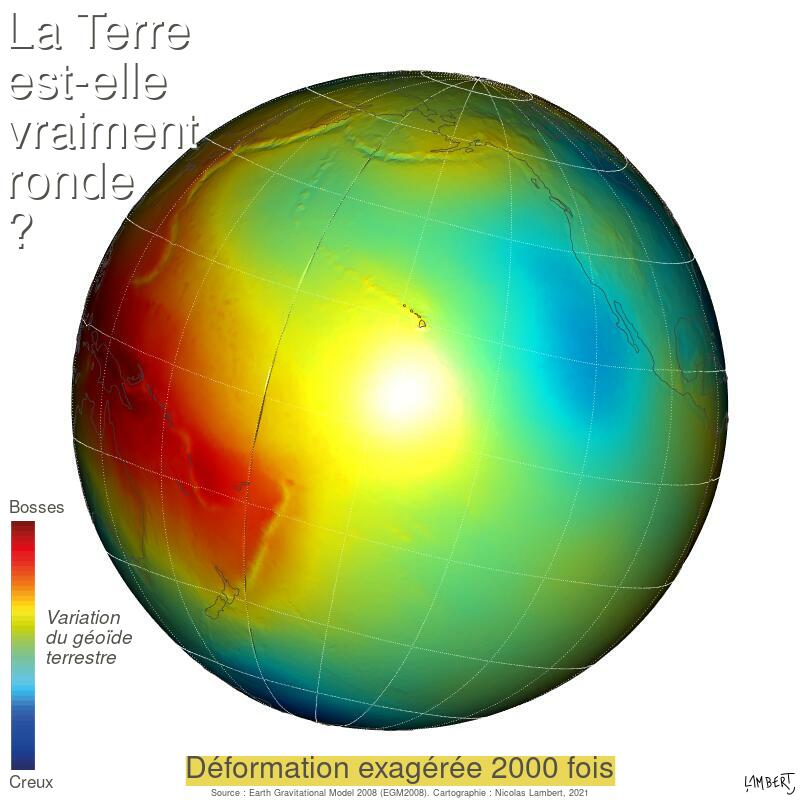 La Terre
est-elle
vraiment
ronde
?
Bosses
Variation
du géoïde
terrestre
Creux
Déformation exagérée 2000 fois
Source : Earth Gravitational Model 2008 (EGM2008). Cartographie : Nicolas Lambert, 2021
LAMBERT